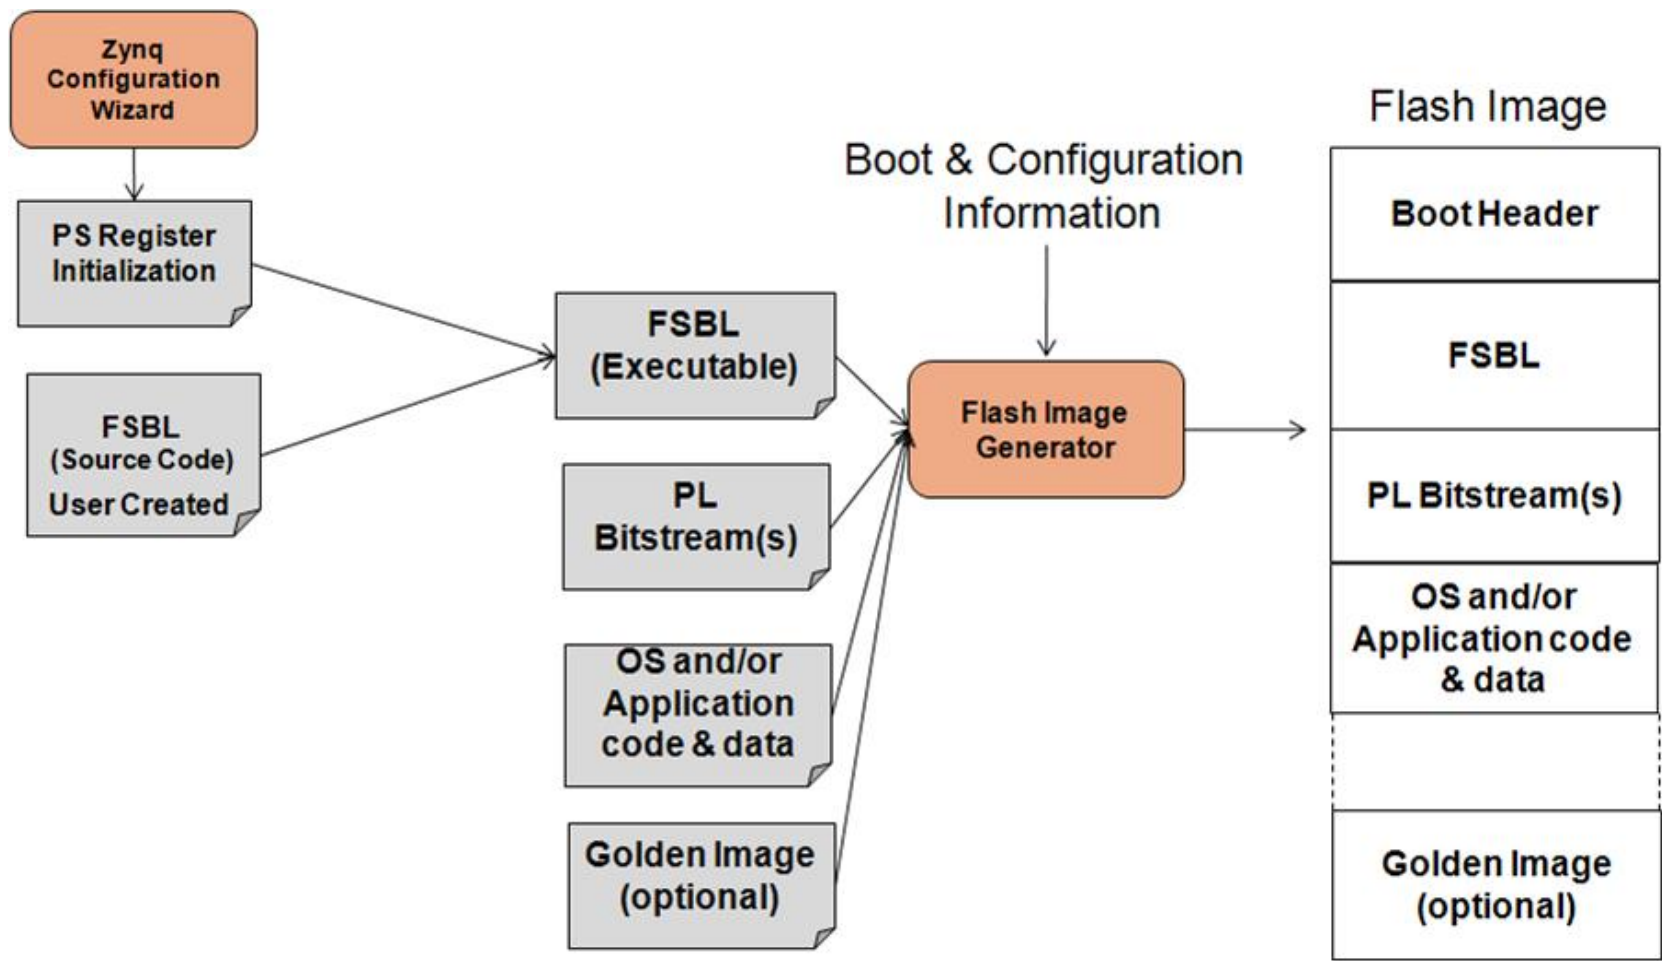 Zynq
Configuration
Wizard
PS Register
Initialization
FSBL
(Source Code)
User Created
FSBL
(Executable)
PL
Bitstream(s)
OS and/or
Application
code & data
Golden Image
(optional)
Boot & Configuration
Information
Flash Image
Generator
Flash Image
Boot Header
FSBL
PL Bitstream(s)
OS and/or
Application code
& data
Golden Image
(optional)